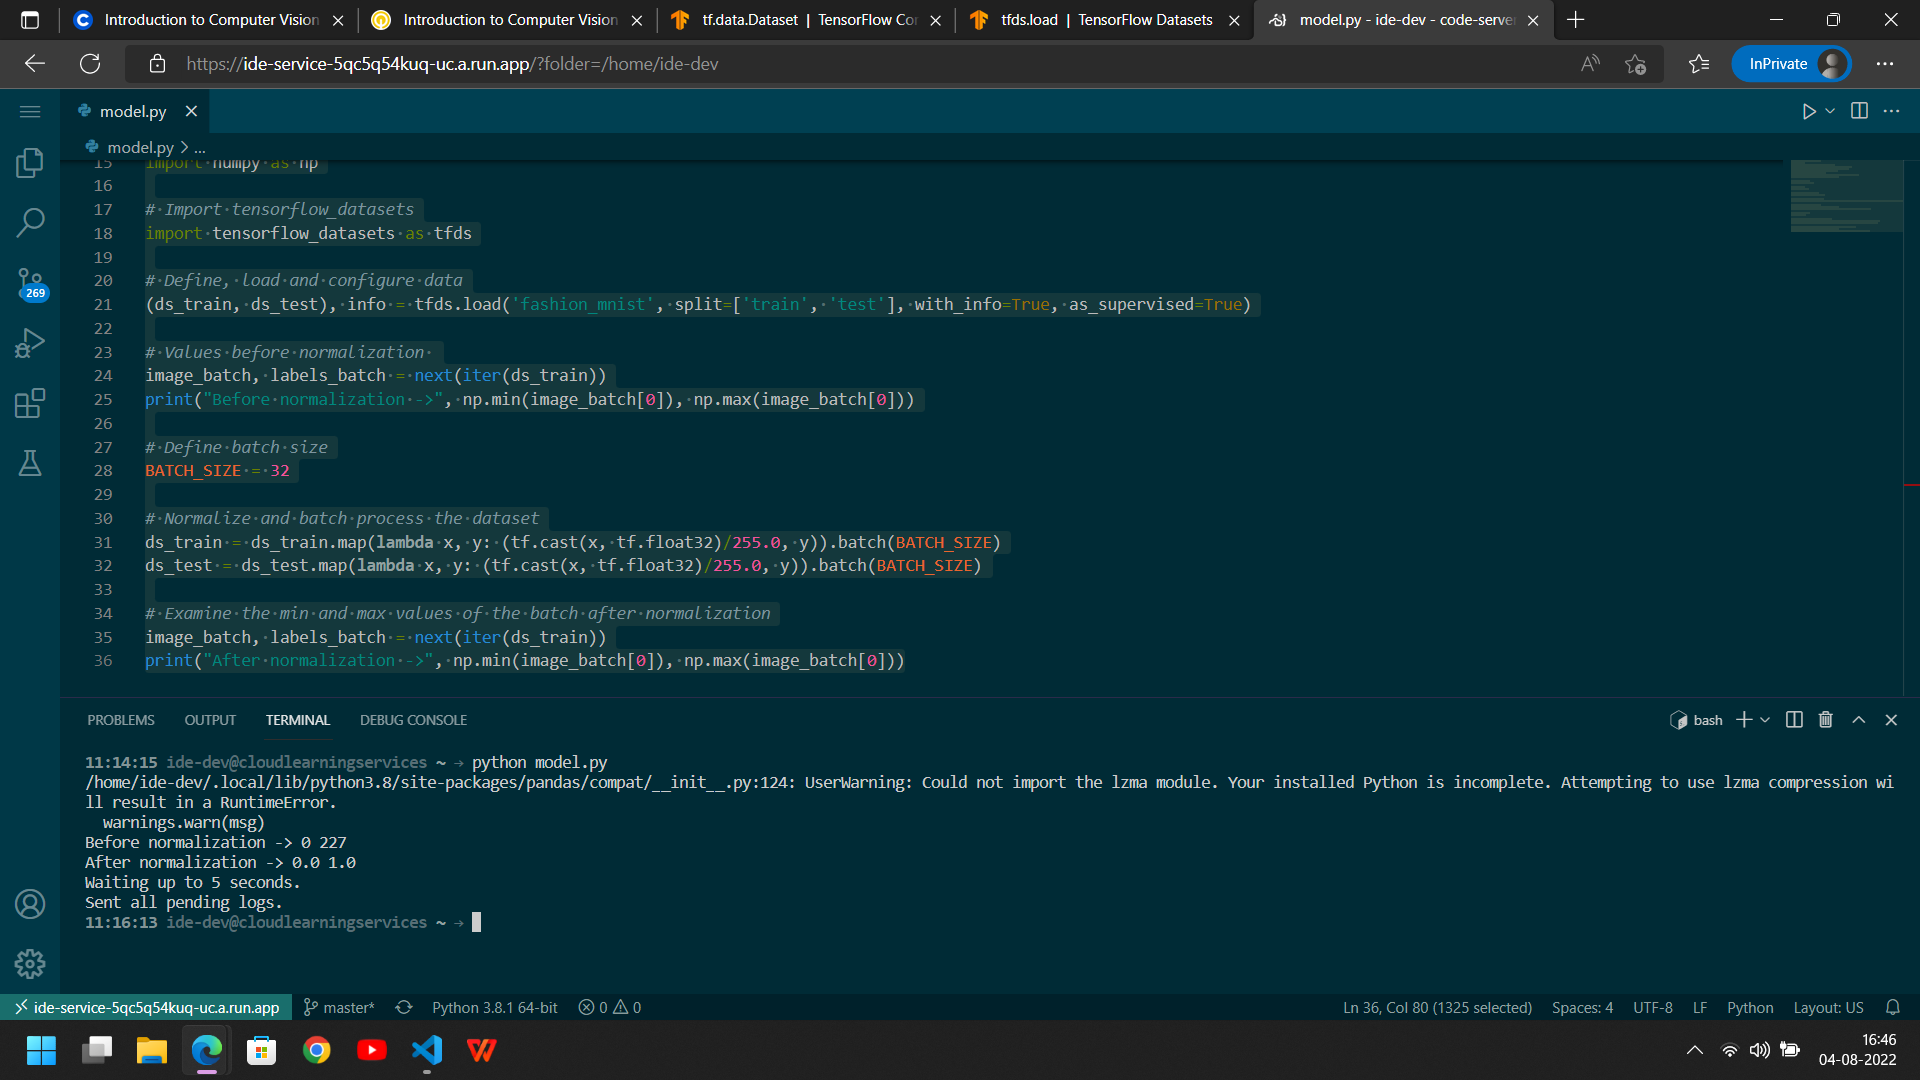 Introduction to Computer Vision
Introduction to Computer Vision
tf.data.Dataset | TensorFlow Co
tfds.load | TensorFlow Datasets
model.py - ide-dev - code-server
https://ide-service-5qc5q54kuq-uc.a.run.app/?folder=/home/ide-dev
InPrivate
model.py
model.py > ...
15 import numpy as np
16
17 # Import tensorflow_datasets
18 import tensorflow_datasets as tfds
19
20 # Define, load and configure data
21 (ds_train, ds_test), info = tfds.load('fashion_mnist', split=['train', 'test'], with_info=True, as_supervised=True)
22
23 # Values before normalization
24 image_batch, labels_batch = next(iter(ds_train))
25 print("Before normalization ->", np.min(image_batch[0]), np.max(image_batch[0]))
26
27 # Define batch size
28 BATCH_SIZE = 32
29
30 # Normalize and batch process the dataset
31 ds_train = ds_train.map(lambda x, y: (tf.cast(x, tf.float32)/255.0, y)).batch(BATCH_SIZE)
32 ds_test = ds_test.map(lambda x, y: (tf.cast(x, tf.float32)/255.0, y)).batch(BATCH_SIZE)
33
34 # Examine the min and max values of the batch after normalization
35 image_batch, labels_batch = next(iter(ds_train))
36 print("After normalization ->", np.min(image_batch[0]), np.max(image_batch[0]))
269
PROBLEMS OUTPUT TERMINAL DEBUG CONSOLE
bash
11:14:15 ide-dev@cloudlearningservices ~ → python model.py
/home/ide-dev/.local/lib/python3.8/site-packages/pandas/compat/__init__.py:124: UserWarning: Could not import the lzma module. Your installed Python is incomplete. Attempting to use lzma compression wi
ll result in a RuntimeError.
warnings.warn(msg)
Before normalization -> 0 227
After normalization -> 0.0 1.0
Waiting up to 5 seconds.
Sent all pending logs.
11:16:13 ide-dev@cloudlearningservices ~ →
ide-service-5qc5q54kuq-uc.a.run.app master* Python 3.8.1 64-bit 0 0 Ln 36, Col 80 (1325 selected) Spaces: 4 UTF-8 LF Python Layout: US
16:46
04-08-2022